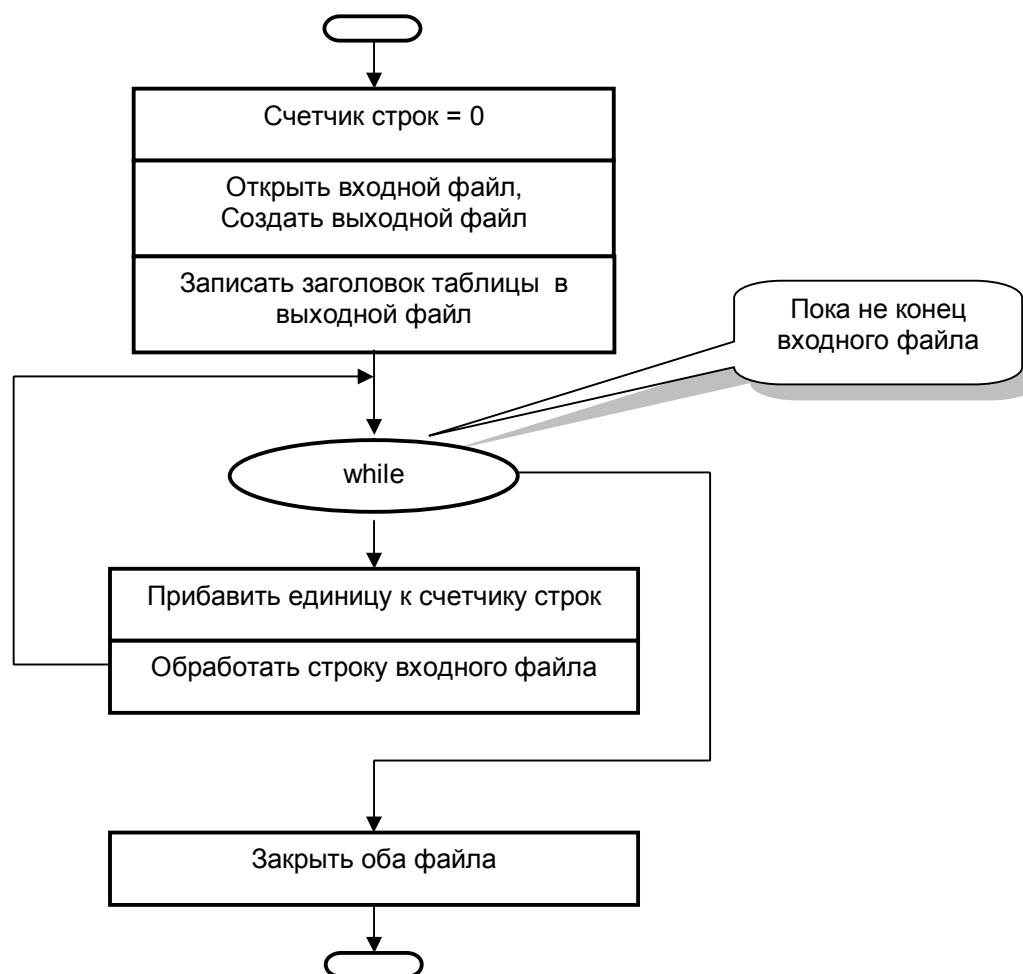 Счетчик строк = 0
Открыть входной файл,
Создать выходной файл
Записать заголовок таблицы в
выходной файл
Пока не конец
входного файла
while
Прибавить единицу к счетчику строк
Обработать строку входного файла
Закрыть оба файла